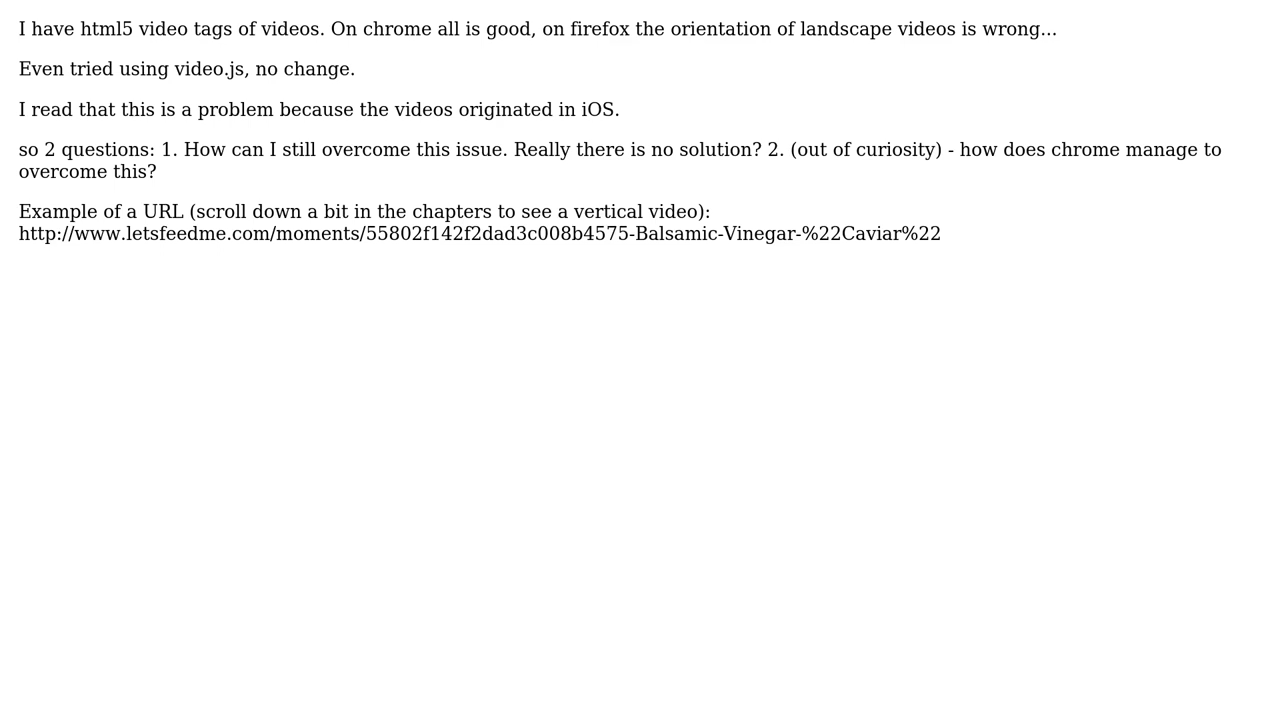 I have html5 video tags of videos. On chrome all is good, on firefox the orientation of landscape videos is wrong...
Even tried using video.js, no change.
I read that this is a problem because the videos originated in iOS.
so 2 questions: 1. How can I still overcome this issue. Really there is no solution? 2. (out of curiosity) - how does chrome manage to
overcome this?
Example of a URL (scroll down a bit in the chapters to see a vertical video):
http://www.letsfeedme.com/moments/55802f142f2dad3c008b4575-Balsamic-Vinegar-%22Caviar%22